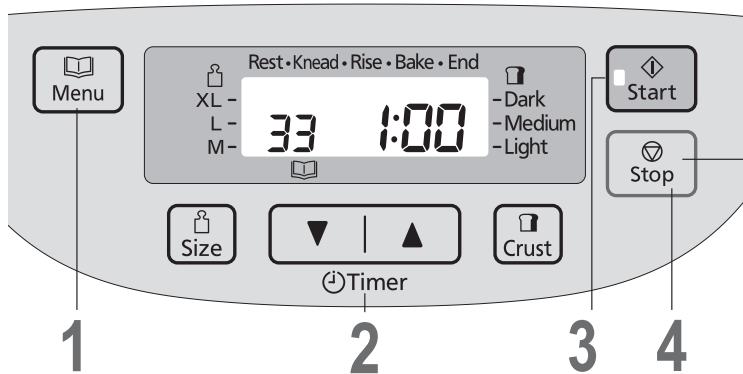 Menu
Rest • Knead • Rise • Bake • End
XL –
L –
M –
33 1:00
– Dark
– Medium
– Light
Start
Stop
Size
Crust
Timer
1
2
3
4